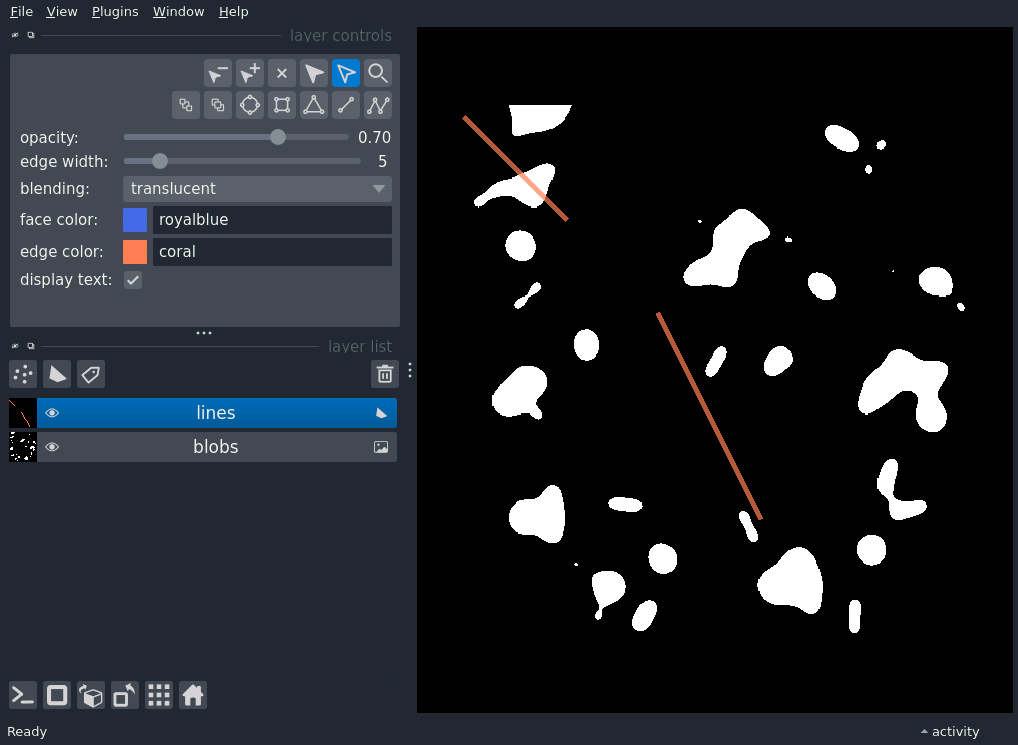 File View Plugins Window Help
layer controls
opacity: 0.70
edge width: 5
blending: translucent
face color: royalblue
edge color: coral
display text:
layer list
lines
blobs
Ready
activity